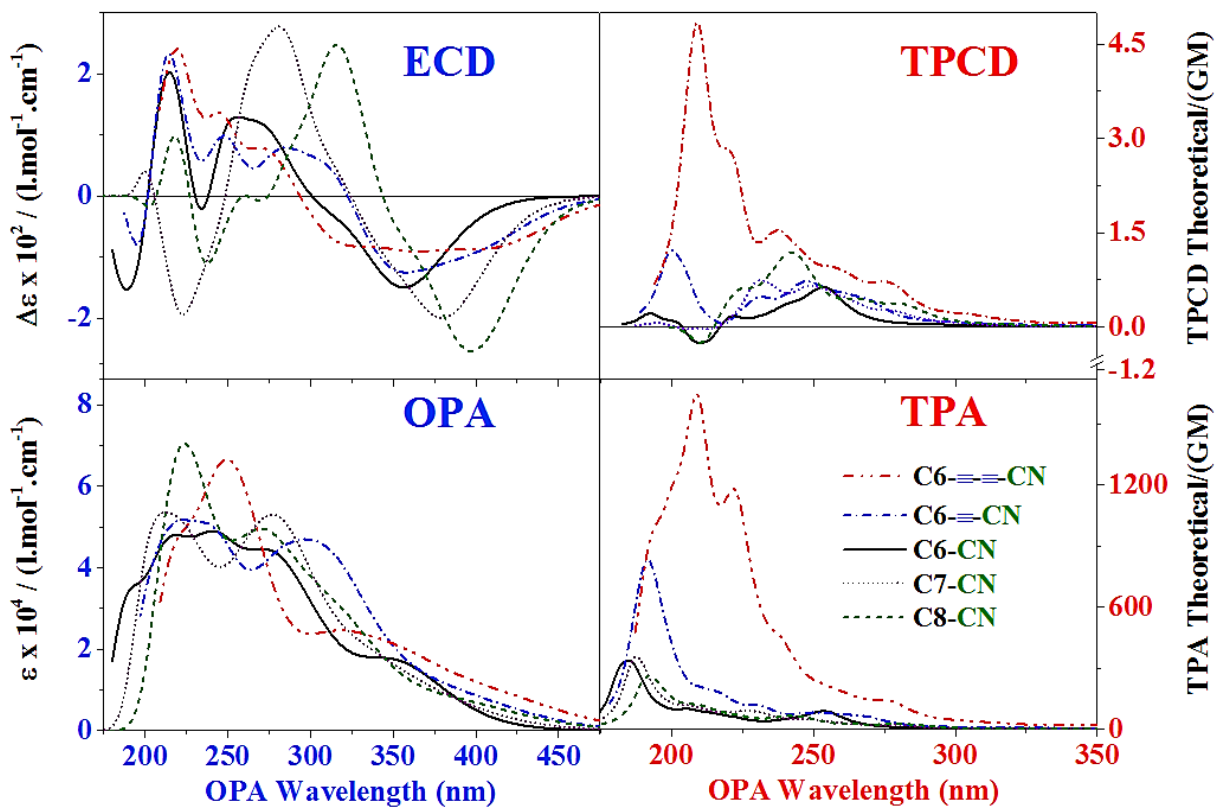 ECD
TPCD
2
0
-2
Δε x 10² / (l.mol⁻¹.cm⁻¹)
4.5
3.0
1.5
0.0
-1.2
TPCD Theoretical/(GM)
OPA
TPA
8
6
4
2
0
ε x 10⁴ / (l.mol⁻¹.cm⁻¹)
C6-≡-≡-CN
C6-≡-CN
C6-CN
C7-CN
C8-CN
1200
600
0
TPA Theoretical/(GM)
200 250 300 350 400 450
OPA Wavelength (nm)
200 250 300 350
OPA Wavelength (nm)